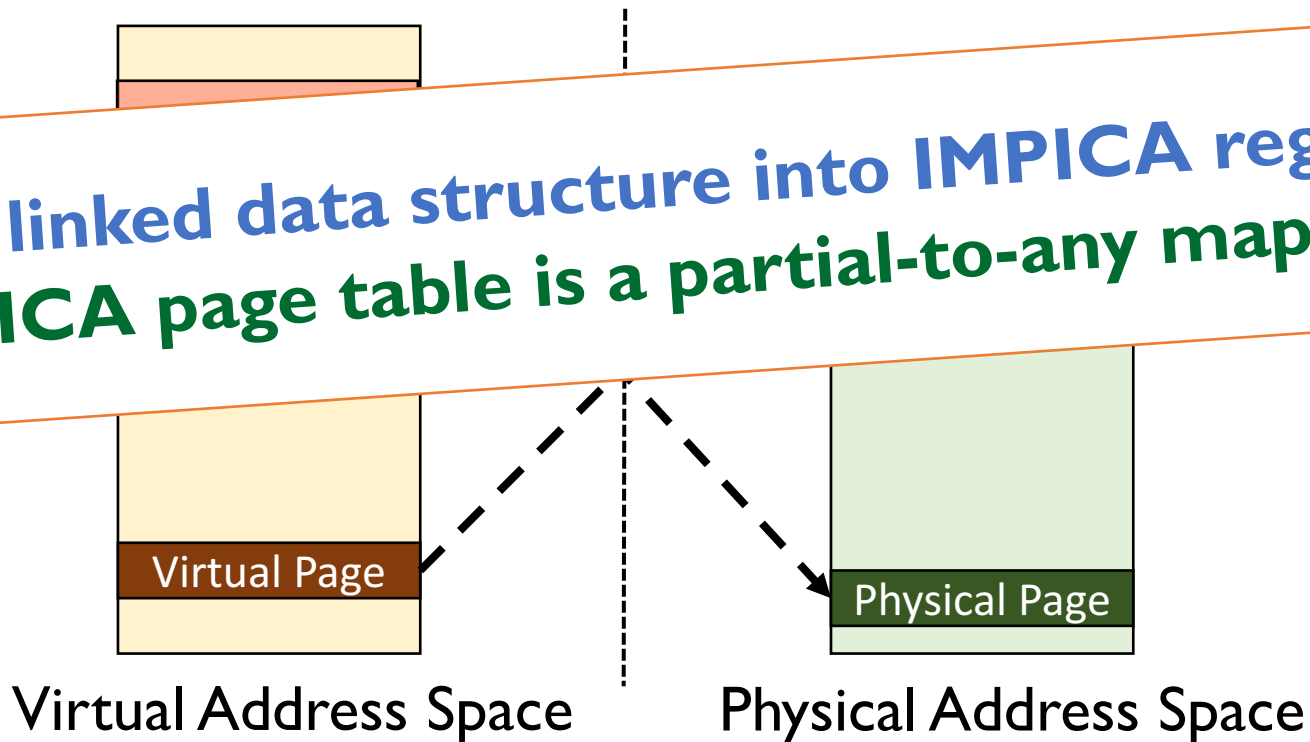 linked data structure into IMPICA reg
ICA page table is a partial-to-any map
Virtual Page
Physical Page
Virtual Address Space
Physical Address Space